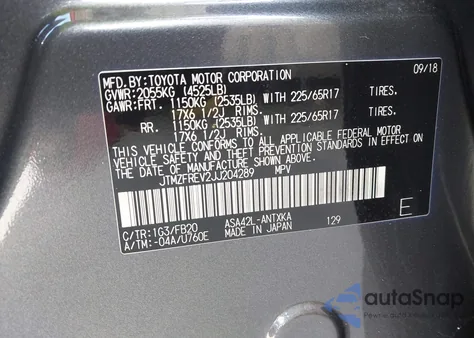 MFD.BY:TOYOTA MOTOR CORPORATION 09/18
GVWR:2055KG (4525LB)
GAWR:FRT. 1150KG (2535LB) WITH 225/65R17 TIRES.
17X6 1/2J RIMS.
RR. 1150KG (2535LB) WITH 225/65R17 TIRES.
17X6 1/2J RIMS.
THIS VEHICLE CONFORMS TO ALL APPLICABLE FEDERAL MOTOR
VEHICLE SAFETY STANDARDS IN EFFECT ON THE DATE OF
MANUFACTURE SHOWN ABOVE.
JTMZFREV2JJ204289 MPV
ASA42L-ANTXKA E
C/TR:1G3/FB20 MADE IN JAPAN 129
A/TM:-04A/U760E
autoSnap